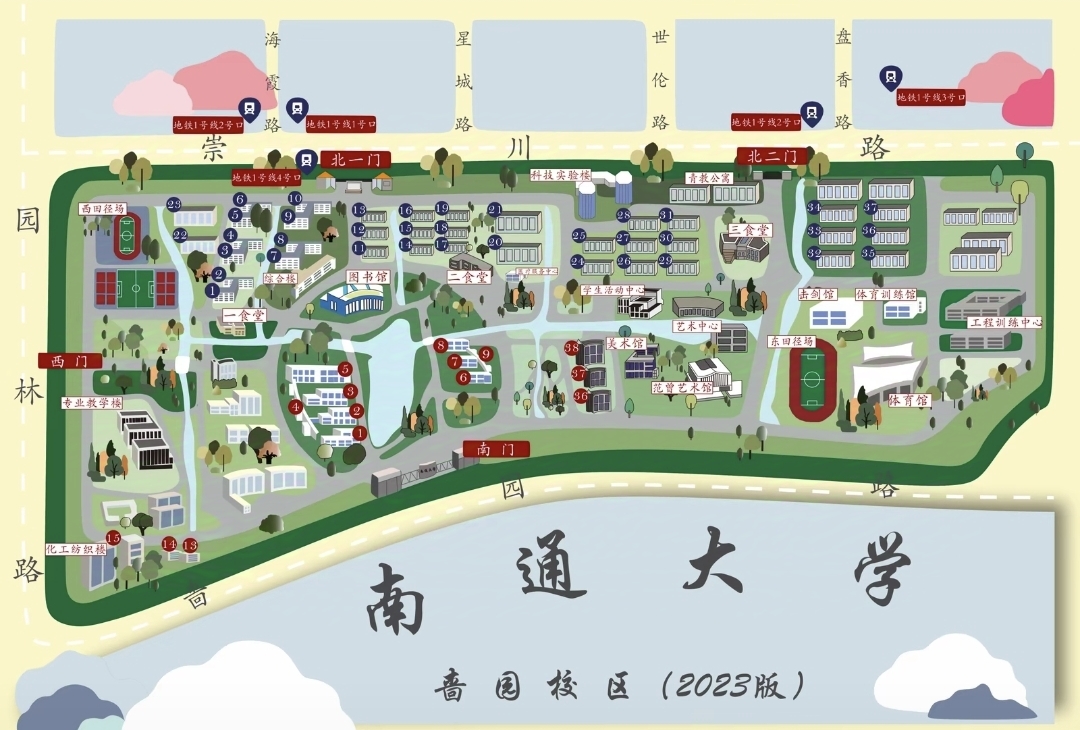 海霞路
星城路
世伦路
盘香路
地铁1号线2号口
地铁1号线1号口
地铁1号线2号口
地铁1号线3号口
崇川路
地铁1号线4号口
北一门
北二门
园林路
科技实验楼
青教公寓
西田径场
23
22
6
5
4
3
2
1
10
9
8
7
13
12
11
16
15
14
19
18
17
21
20
25
24
28
27
26
31
30
29
三食堂
34
33
32
37
36
35
综合楼
图书馆
二食堂
医疗服务中心
学生活动中心
击剑馆
体育训练馆
一食堂
艺术中心
工程训练中心
西门
8
7
6
9
38
37
36
美术馆
东田径场
5
4
3
2
1
范曾艺术馆
体育馆
专业教学楼
南门
化工纺织楼
15
14
13
啬园路
南通大学
啬园校区(2023版)